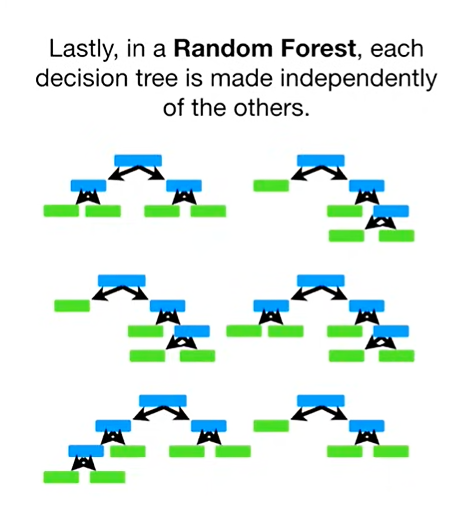 Lastly, in a Random Forest, each
decision tree is made independently
of the others.